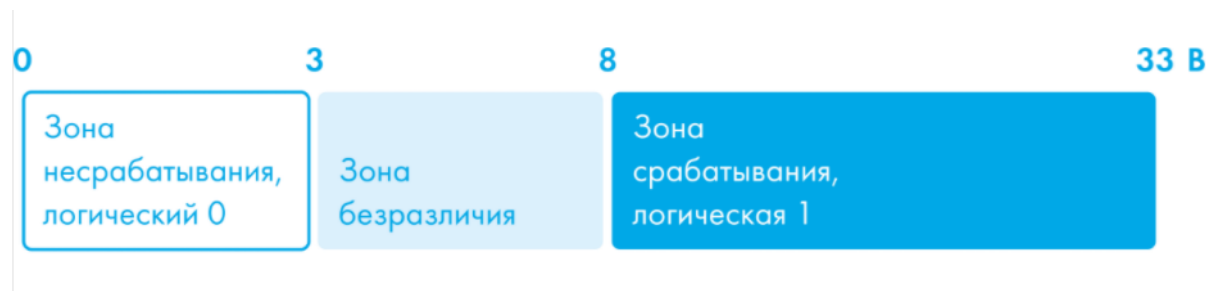 0 3 8 33 В
Зона
несрабатывания,
логический 0
Зона
безразличия
Зона
срабатывания,
логическая 1